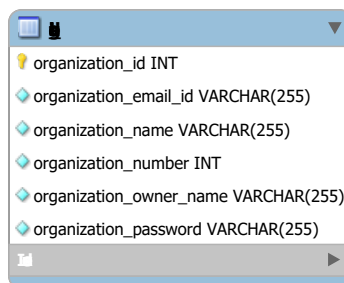 organization_id INT
organization_email_id VARCHAR(255)
organization_name VARCHAR(255)
organization_number INT
organization_owner_name VARCHAR(255)
organization_password VARCHAR(255)